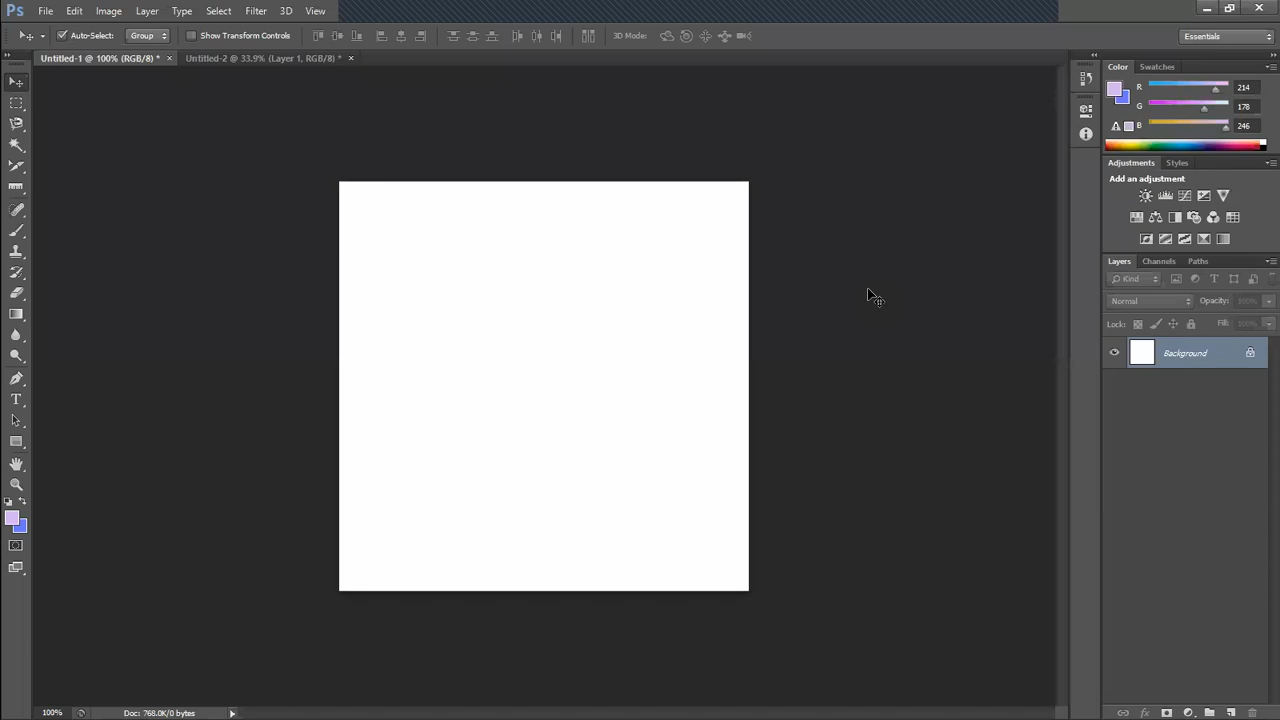 Ps File Edit Image Layer Type Select Filter 3D View
Auto-Select: Group Show Transform Controls 3D Mode: Essentials
Untitled-1 @ 100% (RGB/8) * × Untitled-2 @ 33.9% (Layer 1, RGB/8) * ×
Color Swatches
R 214
G 178
B 246
Adjustments Styles
Add an adjustment
Layers Channels Paths
Kind T
Normal Opacity: 100%
Lock: Fill: 100%
Background
T
100% Doc: 768.0K/0 bytes fx